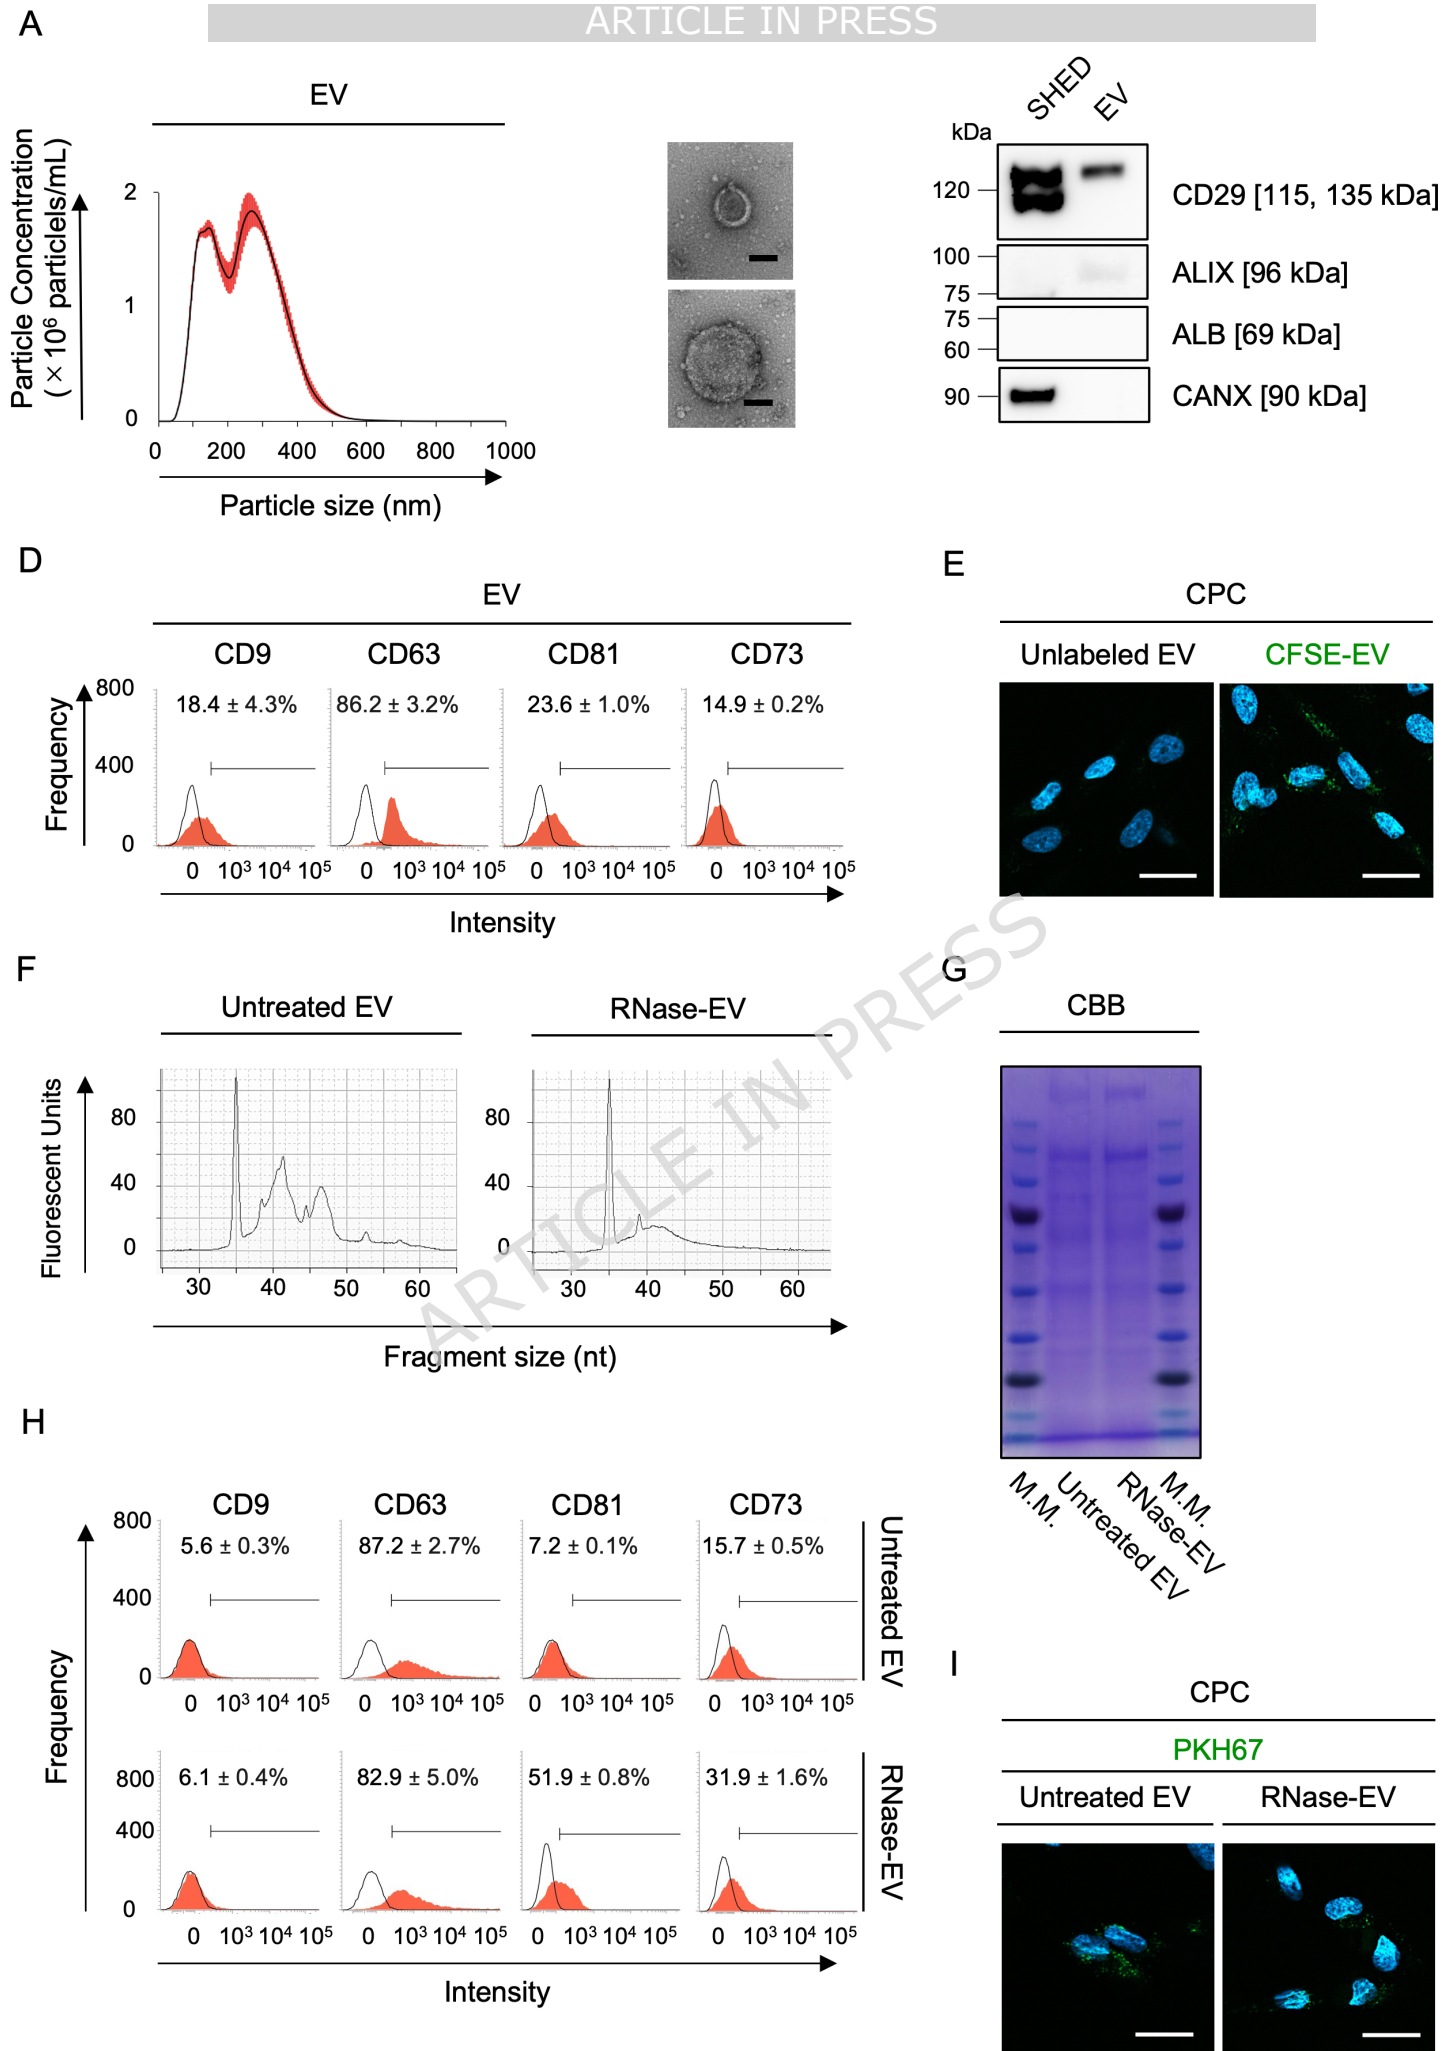 A
ARTICLE IN PRESS
EV
Particle Concentration
(× 10⁶ particlels/mL)
2
1
0
0 200 400 600 800 1000
Particle size (nm)
SHED
EV
kDa
120
CD29 [115, 135 kDa]
100
75
ALIX [96 kDa]
75
60
ALB [69 kDa]
90
CANX [90 kDa]
D
EV
CD9 CD63 CD81 CD73
Frequency
800
400
0
18.4 ± 4.3% 86.2 ± 3.2% 23.6 ± 1.0% 14.9 ± 0.2%
0 10³ 10⁴ 10⁵ 0 10³ 10⁴ 10⁵ 0 10³ 10⁴ 10⁵ 0 10³ 10⁴ 10⁵
Intensity
E
CPC
Unlabeled EV CFSE-EV
F
Untreated EV RNase-EV
Fluorescent Units
80
40
0
30 40 50 60
80
40
0
30 40 50 60
Fragment size (nt)
ARTICLE IN PRESS
G
CBB
M.M.
Untreated EV
RNase-EV
M.M.
H
CD9 CD63 CD81 CD73
Frequency
800
400
0
5.6 ± 0.3% 87.2 ± 2.7% 7.2 ± 0.1% 15.7 ± 0.5%
0 10³ 10⁴ 10⁵ 0 10³ 10⁴ 10⁵ 0 10³ 10⁴ 10⁵ 0 10³ 10⁴ 10⁵
Untreated EV
800
400
0
6.1 ± 0.4% 82.9 ± 5.0% 51.9 ± 0.8% 31.9 ± 1.6%
0 10³ 10⁴ 10⁵ 0 10³ 10⁴ 10⁵ 0 10³ 10⁴ 10⁵ 0 10³ 10⁴ 10⁵
RNase-EV
Intensity
I
CPC
PKH67
Untreated EV RNase-EV